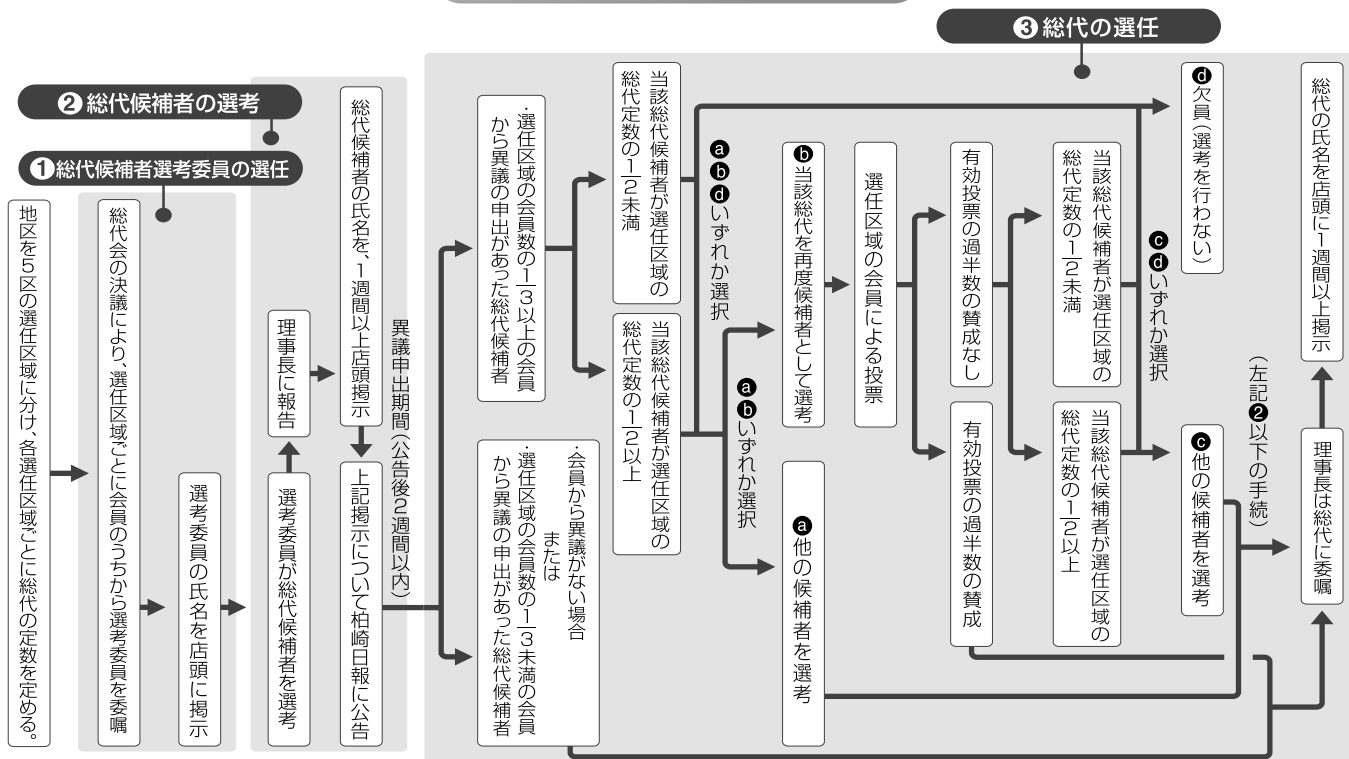 ❸総代の選任
❷総代候補者の選考
❶総代候補者選考委員の選任
地区を5区の選任区域に分け、各選任区域ごとに総代の定数を定める。
総代会の決議により、選任区域ごとに会員のうちから選考委員を委嘱
選考委員の氏名を店頭に掲示
選考委員が総代候補者を選考
理事長に報告
総代候補者の氏名を、1週間以上店頭掲示
上記掲示について柏崎日報に公告
異議申出期間(公告後2週間以内)
・選任区域の会員数の1/3以上の会員
から異議の申出があった総代候補者
・会員から異議がない場合
または
・選任区域の会員数の1/3未満の会員
から異議の申出があった総代候補者
当該総代候補者が選任区域の
総代定数の1/2未満
当該総代候補者が選任区域の
総代定数の1/2以上
ⓐⓑⓓいずれか選択
ⓐⓑいずれか選択
ⓑ当該総代を再度候補者として選考
ⓐ他の候補者を選考
選任区域の会員による投票
有効投票の過半数の賛成なし
有効投票の過半数の賛成
当該総代候補者が選任区域の
総代定数の1/2未満
当該総代候補者が選任区域の
総代定数の1/2以上
ⓒⓓいずれか選択
ⓓ欠員(選考を行わない)
ⓒ他の候補者を選考
(左記❷以下の手続)
理事長は総代に委嘱
総代の氏名を店頭に1週間以上掲示